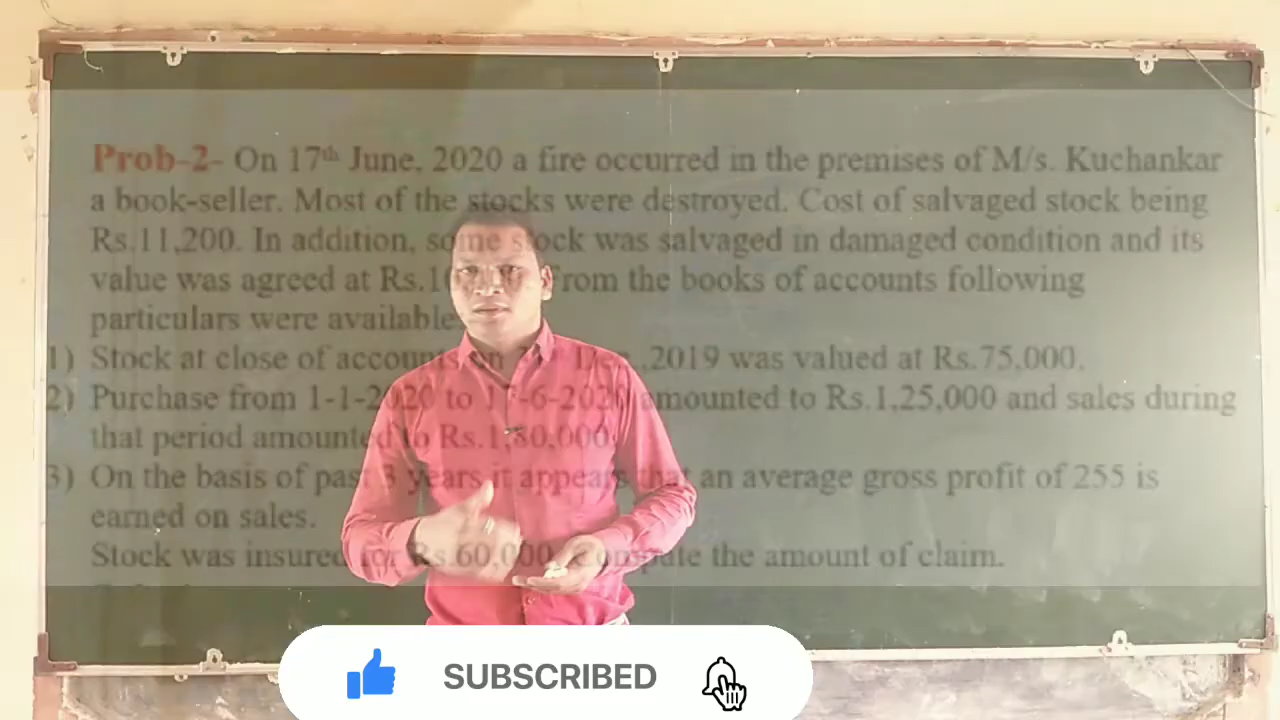 Prob-2- On 17th June, 2020 a fire occurred in the premises of M/s. Kuchankar
a book-seller. Most of the stocks were destroyed. Cost of salvaged stock being
Rs.11,200. In addition, some stock was salvaged in damaged condition and its
value was agreed at From the books of accounts following
particulars were available
1) Stock at close of accounts on Dec.,2019 was valued at Rs.75,000.
2) Purchase from 1-1-2020 to amounted to Rs.1,25,000 and sales during
that period amounted to Rs.1,80,000.
3) On the basis of past 3 years it appears that an average gross profit of 255 is
earned on sales.
Stock was insured for Rs.60,000. Compute the amount of claim.
SUBSCRIBED